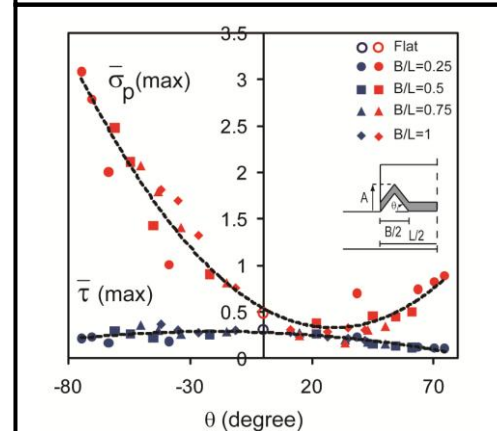 3.5
3
2.5
2
1.5
1
0.5
0
σ̄p(max)
τ̄ (max)
Flat
B/L=0.25
B/L=0.5
B/L=0.75
B/L=1
A
θ
B/2
L/2
-80
-30
20
70
θ (degree)